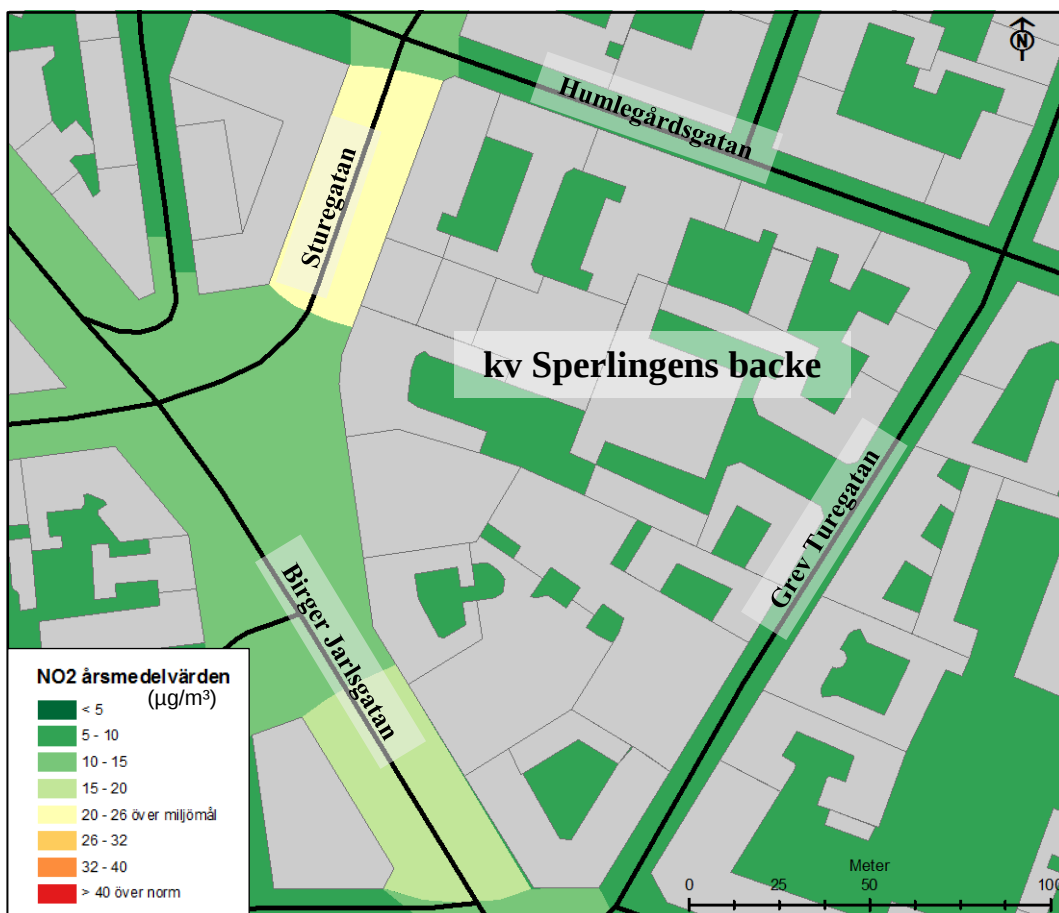 N
Humlegårdsgatan
Sturegatan
kv Sperlingens backe
Grev Turegatan
Birger Jarlsgatan
NO2 årsmedelvärden
(µg/m³)
< 5
5 - 10
10 - 15
15 - 20
20 - 26 över miljömål
26 - 32
32 - 40
> 40 över norm
Meter
0 25 50 100